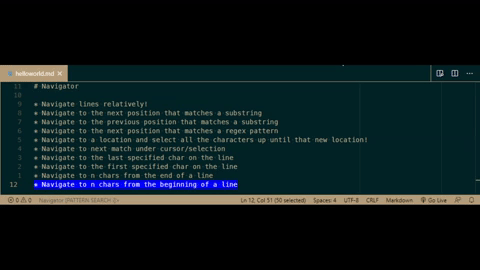 helloworld.md
11 # Navigator
10
9 * Navigate lines relatively!
8 * Navigate to the next position that matches a substring
7 * Navigate to the previous position that matches a substring
6 * Navigate to the next position that matches a regex pattern
5 * Navigate to a location and select all the characters up until that new location!
4 * Navigate to next match under cursor/selection
3 * Navigate to the last specified char on the line
2 * Navigate to the first specified char on the line
1 * Navigate to n chars from the end of a line
12 * Navigate to n chars from the beginning of a line
0 0 Navigator [PATTERN SEARCH Ln 12, Col 51 (50 selected) Spaces: 4 UTF-8 CRLF Markdown Go Live